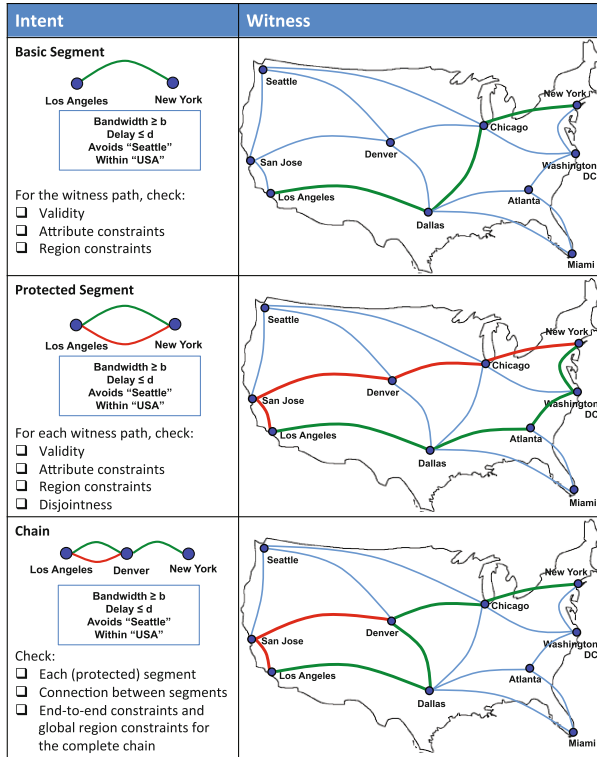 Intent
Witness
Basic Segment
Los Angeles
New York
Bandwidth ≥ b
Delay ≤ d
Avoids “Seattle”
Within “USA”
For the witness path, check:
❑ Validity
❑ Attribute constraints
❑ Region constraints
Seattle
New York
Chicago
Denver
San Jose
Washington
DC
Los Angeles
Atlanta
Dallas
Miami
Protected Segment
Los Angeles
New York
Bandwidth ≥ b
Delay ≤ d
Avoids “Seattle”
Within “USA”
For each witness path, check:
❑ Validity
❑ Attribute constraints
❑ Region constraints
❑ Disjointness
Seattle
New York
Chicago
Denver
San Jose
Washington
DC
Los Angeles
Atlanta
Dallas
Miami
Chain
Los Angeles
Denver
New York
Bandwidth ≥ b
Delay ≤ d
Avoids “Seattle”
Within “USA”
Check:
❑ Each (protected) segment
❑ Connection between segments
❑ End-to-end constraints and
global region constraints for
the complete chain
Seattle
New York
Chicago
Denver
San Jose
Washington
DC
Los Angeles
Atlanta
Dallas
Miami